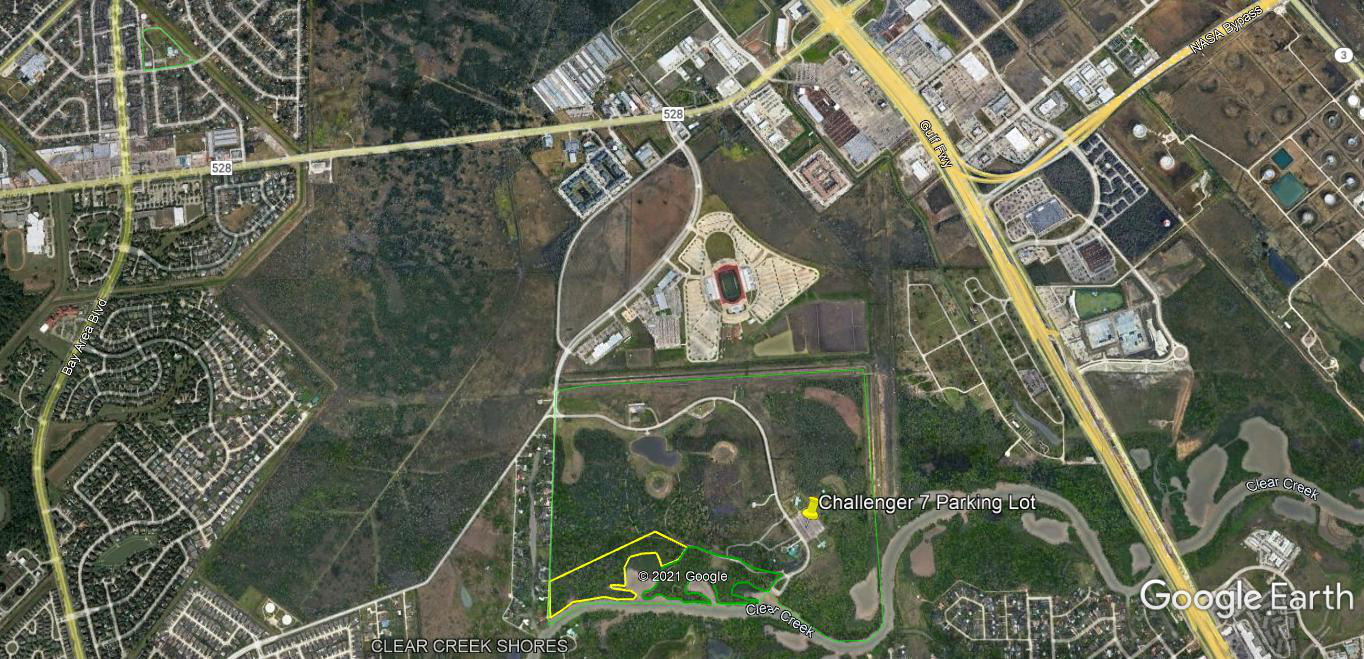 NASA Bypass
3
528
Gulf Fwy
528
Bay Area Blvd
Clear Creek
Challenger 7 Parking Lot
© 2021 Google
Google Earth
Clear Creek
CLEAR CREEK SHORES